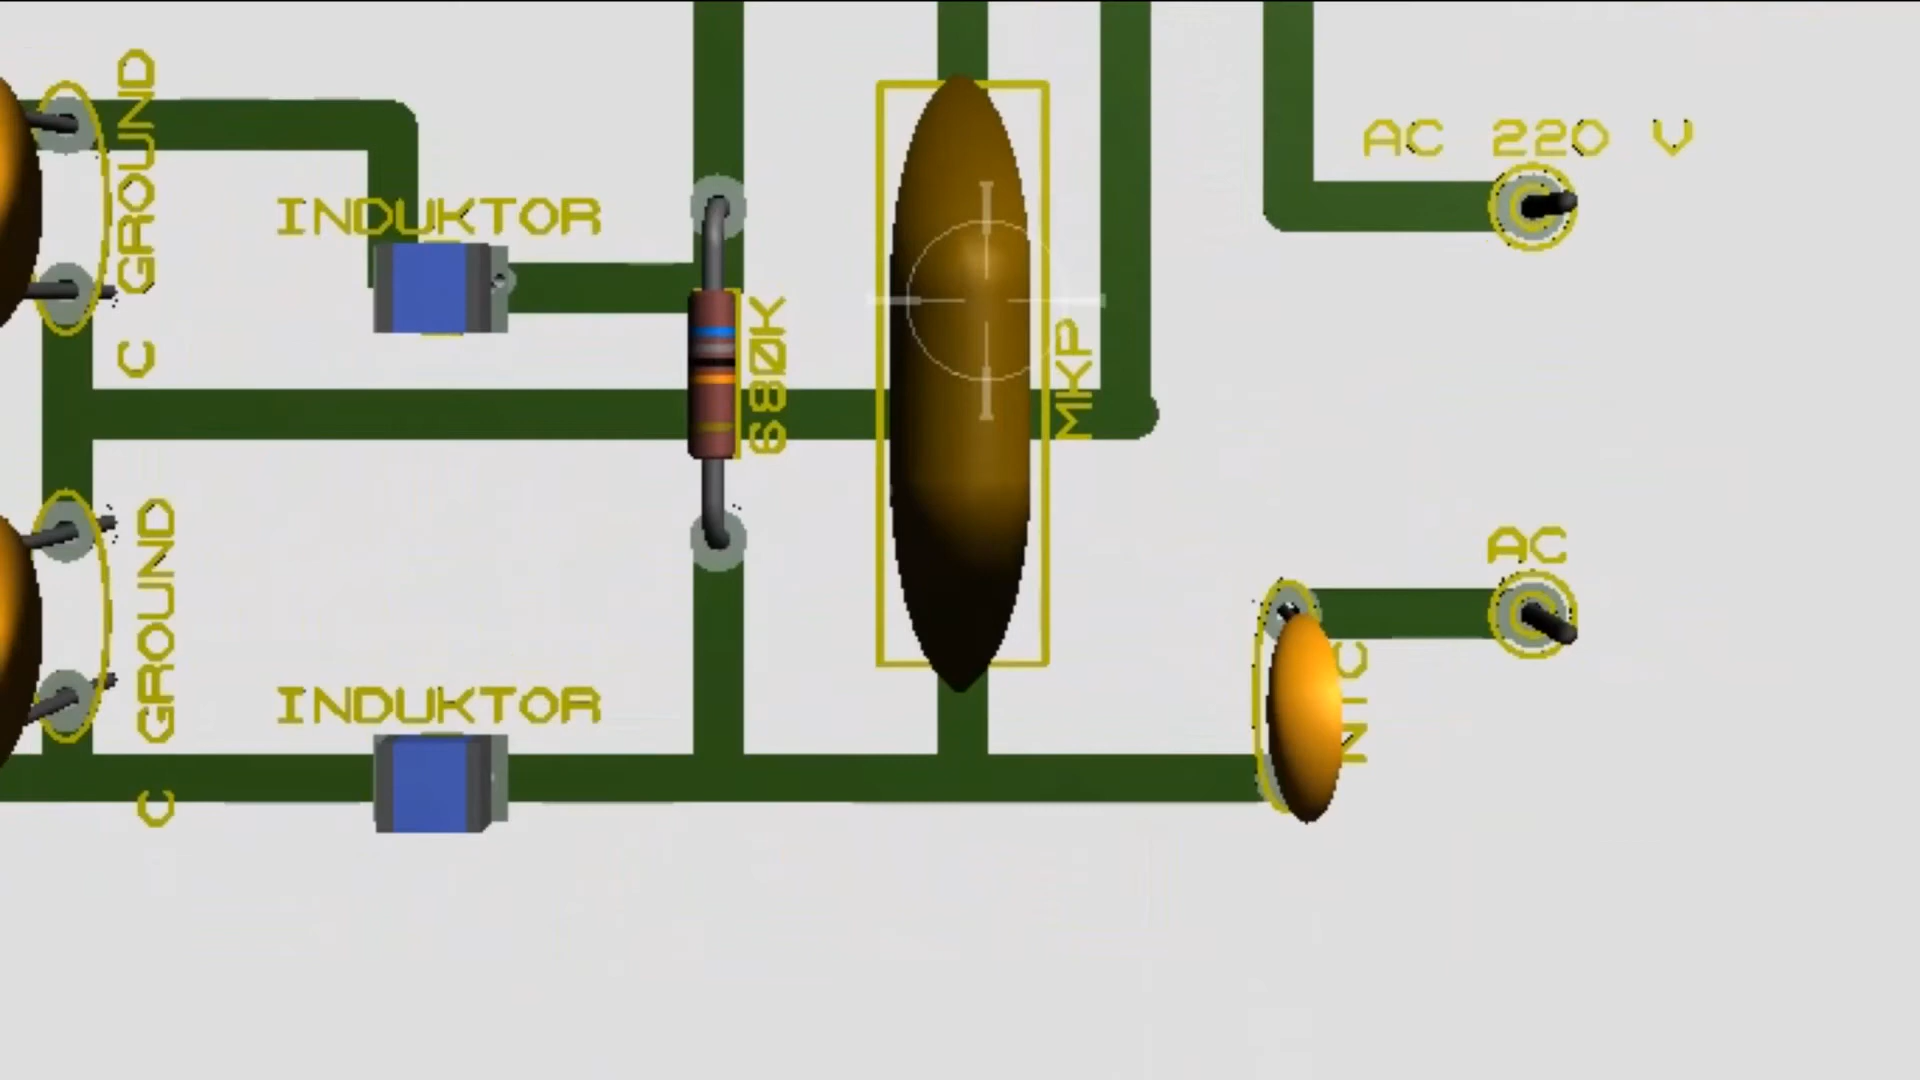 C GROUND
INDUKTOR
680K
MKP
AC 220 V
C GROUND
INDUKTOR
AC
NTC